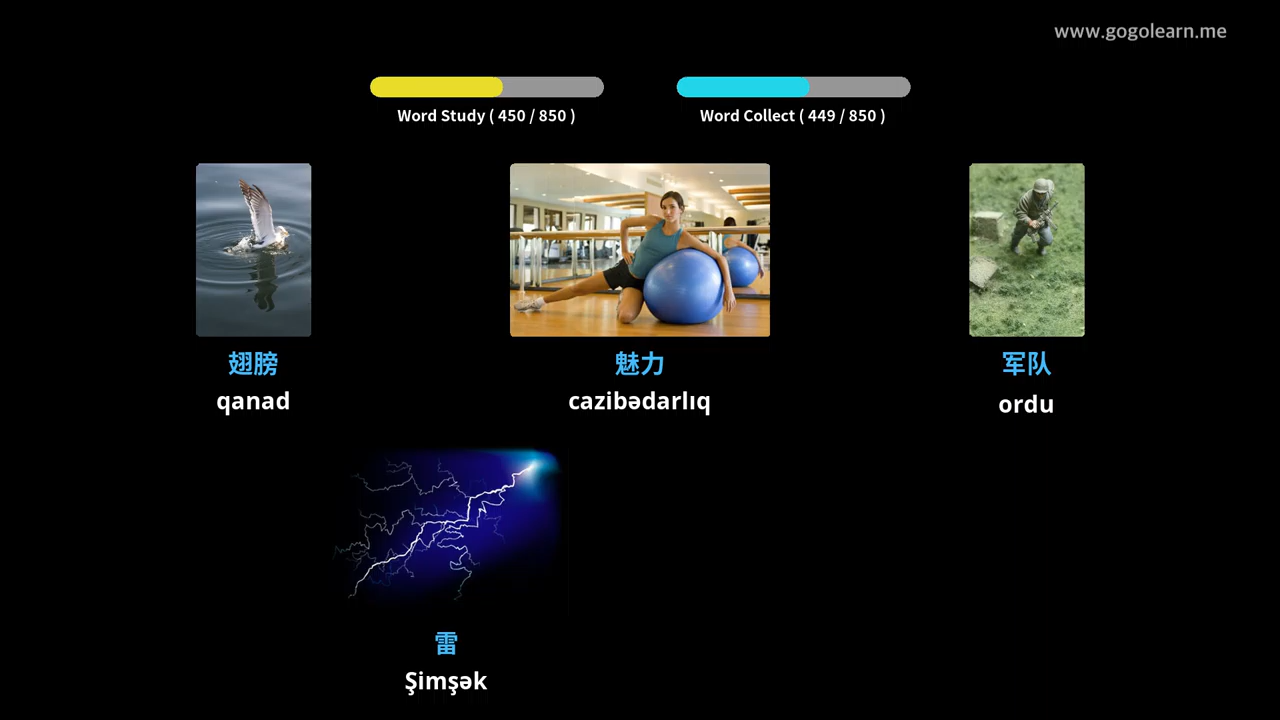 www.gogolearn.me
Word Study ( 450 / 850 )
Word Collect ( 449 / 850 )
翅膀
qanad
魅力
cazibədarlıq
军队
ordu
雷
Şimşək